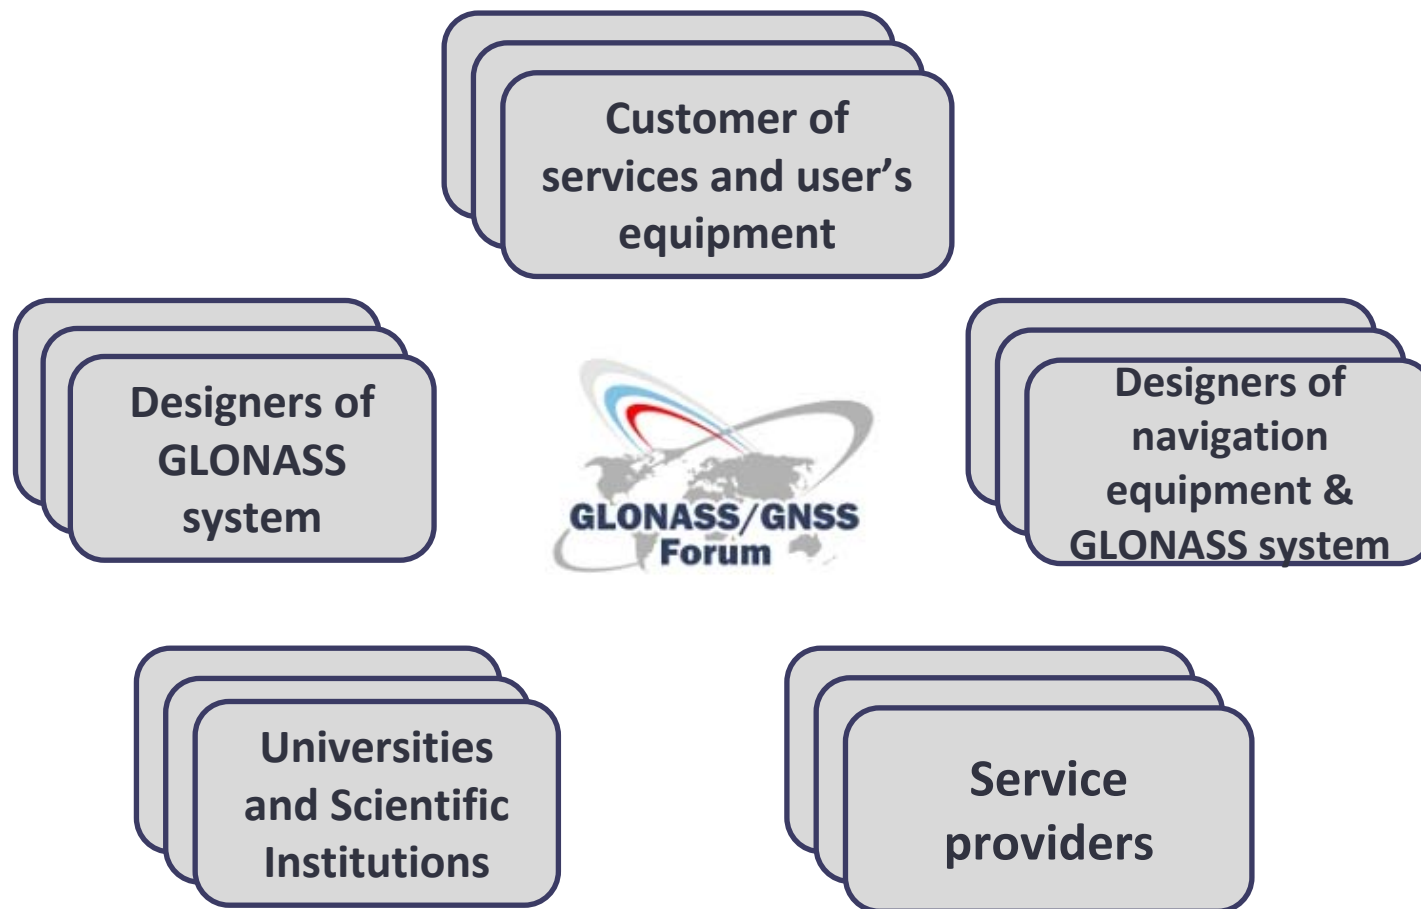 Customer of
services and user’s
equipment
Designers of
GLONASS
system
GLONASS/GNSS
Forum
Designers of
navigation
equipment &
GLONASS system
Universities
and Scientific
Institutions
Service
providers